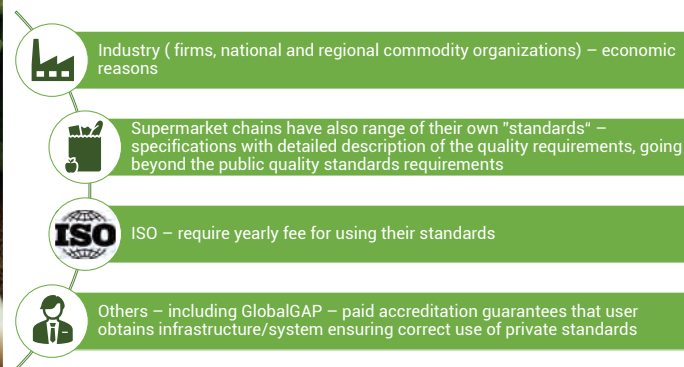 Industry ( firms, national and regional commodity organizations) – economic
reasons
Supermarket chains have also range of their own "standards“ –
specifications with detailed description of the quality requirements, going
beyond the public quality standards requirements
ISO
ISO – require yearly fee for using their standards
Others – including GlobalGAP – paid accreditation guarantees that user
obtains infrastructure/system ensuring correct use of private standards